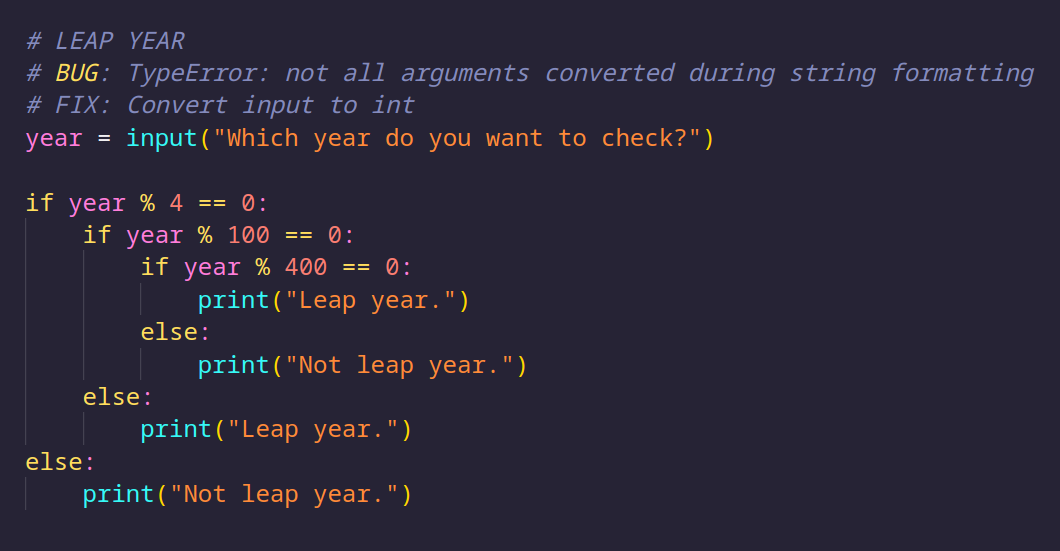 # LEAP YEAR
# BUG: TypeError: not all arguments converted during string formatting
# FIX: Convert input to int
year = input("Which year do you want to check?")

if year % 4 == 0:
    if year % 100 == 0:
        if year % 400 == 0:
            print("Leap year.")
        else:
            print("Not leap year.")
    else:
        print("Leap year.")
else:
    print("Not leap year.")